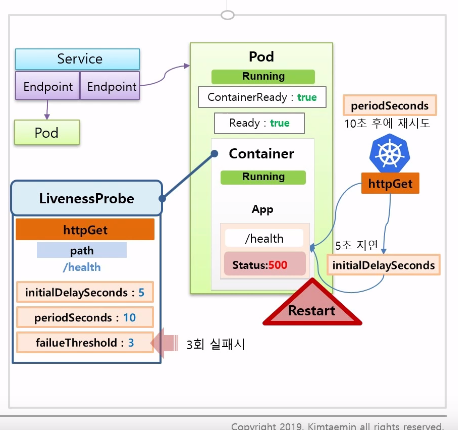 Service
Endpoint
Endpoint
Pod
Pod
Running
ContainerReady : true
Ready : true
Container
Running
App
/health
Status:500
Restart
periodSeconds
10초 후에 재시도
httpGet
5초 지연
initialDelaySeconds
LivenessProbe
httpGet
path
/health
initialDelaySeconds : 5
periodSeconds : 10
failueThreshold : 3
3회 실패시
Copyright 2019. Kimtaemin all rights reserved.